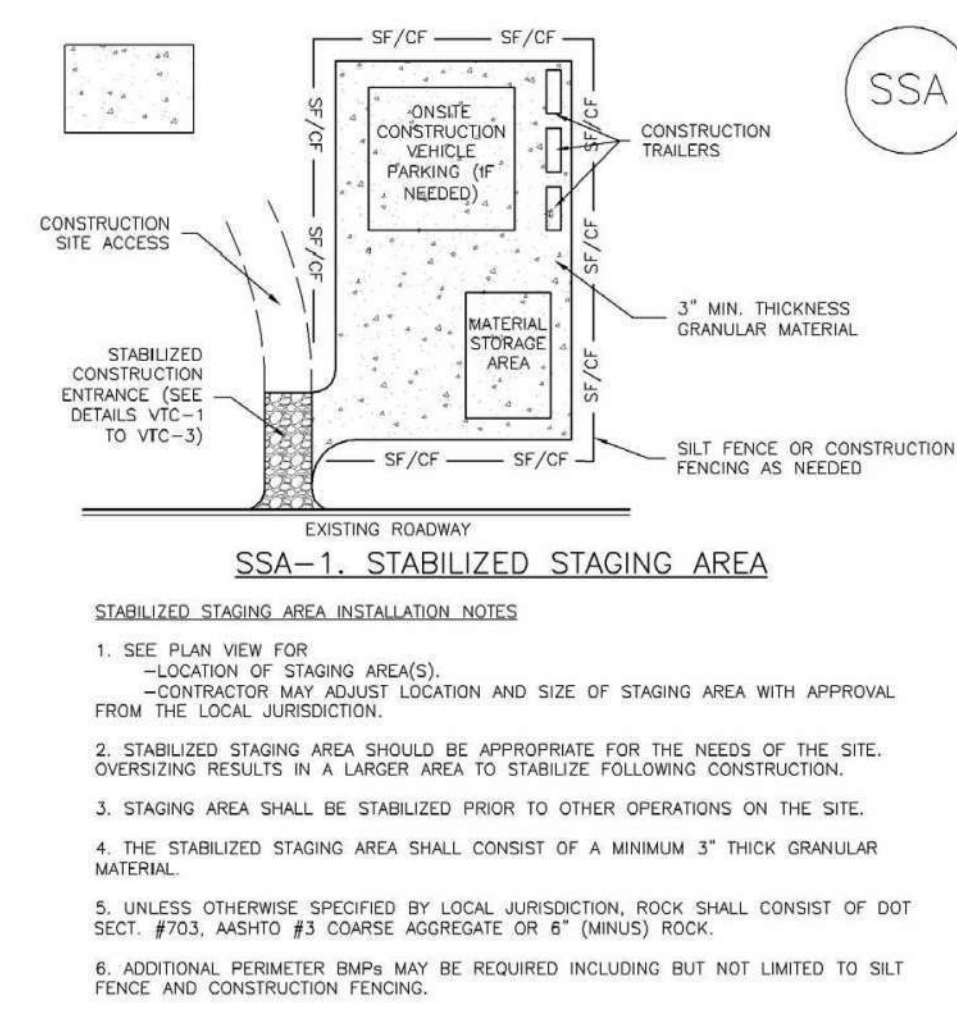 SF/CF
SF/CF
SSA
SF/CF
SF/CF
ONSITE
CONSTRUCTION
VEHICLE
PARKING (IF
NEEDED)
SF/CF
CONSTRUCTION
TRAILERS
CONSTRUCTION
SITE ACCESS
SF/CF
SF/CF
3" MIN. THICKNESS
GRANULAR MATERIAL
MATERIAL
STORAGE
AREA
STABILIZED
CONSTRUCTION
ENTRANCE (SEE
DETAILS VTC-1
TO VTC-3)
SF/CF
SF/CF
SF/CF
SILT FENCE OR CONSTRUCTION
FENCING AS NEEDED
EXISTING ROADWAY
SSA-1. STABILIZED STAGING AREA
STABILIZED STAGING AREA INSTALLATION NOTES
1. SEE PLAN VIEW FOR
-LOCATION OF STAGING AREA(S).
-CONTRACTOR MAY ADJUST LOCATION AND SIZE OF STAGING AREA WITH APPROVAL
FROM THE LOCAL JURISDICTION.
2. STABILIZED STAGING AREA SHOULD BE APPROPRIATE FOR THE NEEDS OF THE SITE.
OVERSIZING RESULTS IN A LARGER AREA TO STABILIZE FOLLOWING CONSTRUCTION.
3. STAGING AREA SHALL BE STABILIZED PRIOR TO OTHER OPERATIONS ON THE SITE.
4. THE STABILIZED STAGING AREA SHALL CONSIST OF A MINIMUM 3" THICK GRANULAR
MATERIAL.
5. UNLESS OTHERWISE SPECIFIED BY LOCAL JURISDICTION, ROCK SHALL CONSIST OF DOT
SECT. #703, AASHTO #3 COARSE AGGREGATE OR 6" (MINUS) ROCK.
6. ADDITIONAL PERIMETER BMPs MAY BE REQUIRED INCLUDING BUT NOT LIMITED TO SILT
FENCE AND CONSTRUCTION FENCING.